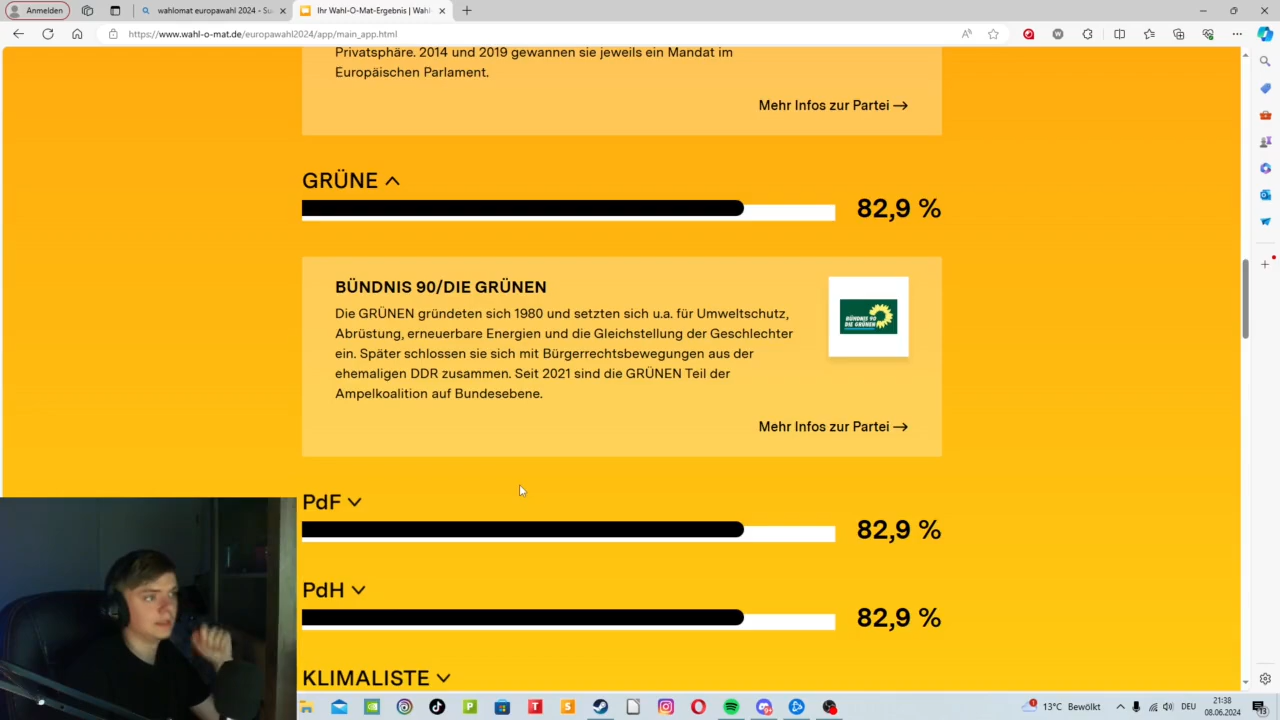 Anmelden
wahlomat europawahl 2024 - Su
Ihr Wahl-O-Mat-Ergebnis | Wahl
https://www.wahl-o-mat.de/europawahl2024/app/main_app.html
Privatsphäre. 2014 und 2019 gewannen sie jeweils ein Mandat im
Europäischen Parlament.
Mehr Infos zur Partei
GRÜNE
82,9 %
BÜNDNIS 90/DIE GRÜNEN
Die GRÜNEN gründeten sich 1980 und setzten sich u.a. für Umweltschutz,
Abrüstung, erneuerbare Energien und die Gleichstellung der Geschlechter
ein. Später schlossen sie sich mit Bürgerrechtsbewegungen aus der
ehemaligen DDR zusammen. Seit 2021 sind die GRÜNEN Teil der
Ampelkoalition auf Bundesebene.
BÜNDNIS 90
DIE GRÜNEN
Mehr Infos zur Partei
PdF
82,9 %
PdH
82,9 %
KLIMALISTE
13°C Bewölkt
DEU
21:38
08.06.2024